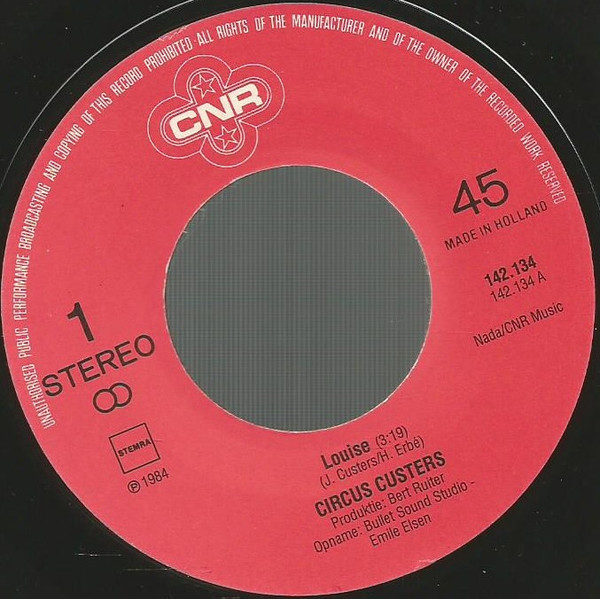 UNAUTHORISED PUBLIC PERFORMANCE BROADCASTING AND COPYING OF THIS RECORD PROHIBITED·ALL RIGHTS OF THE MANUFACTURER AND OF THE OWNER OF THE RECORDED WORK RESERVED
CNR
45
MADE IN HOLLAND
142.134
142.134 A
Nada/CNR Music
1
STEREO
STEMRA
℗1984
Louise (3:19)
(J. Custers/H. Erbé)
CIRCUS CUSTERS
Produktie: Bert Ruiter
Opname: Bullet Sound Studio -
Emile Elsen